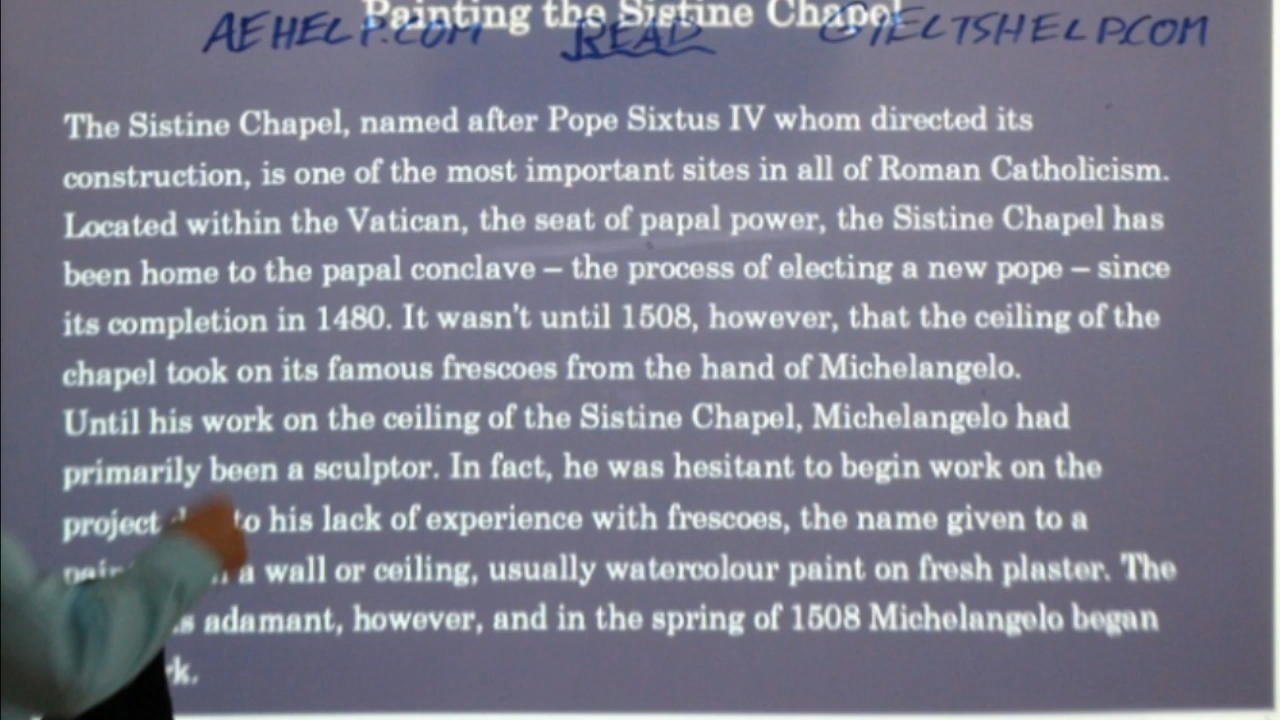 Painting the Sistine Chapel
AEHELP.COM READ @IELTSHELP.COM
The Sistine Chapel, named after Pope Sixtus IV whom directed its
construction, is one of the most important sites in all of Roman Catholicism.
Located within the Vatican, the seat of papal power, the Sistine Chapel has
been home to the papal conclave – the process of electing a new pope – since
its completion in 1480. It wasn't until 1508, however, that the ceiling of the
chapel took on its famous frescoes from the hand of Michelangelo.
Until his work on the ceiling of the Sistine Chapel, Michelangelo had
primarily been a sculptor. In fact, he was hesitant to begin work on the
project to his lack of experience with frescoes, the name given to a
a wall or ceiling, usually watercolour paint on fresh plaster. The
adamant, however, and in the spring of 1508 Michelangelo began